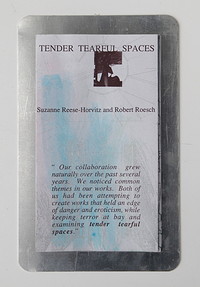 TENDER TEARFUL SPACES
Suzanne Reese-Horvitz and Robert Roesch
" Our collaboration grew
naturally over the past several
years. We noticed common
themes in our works. Both of
us had been attempting to
create works that held an edge
of danger and eroticism, while
keeping terror at bay and
examining tender tearful
spaces "